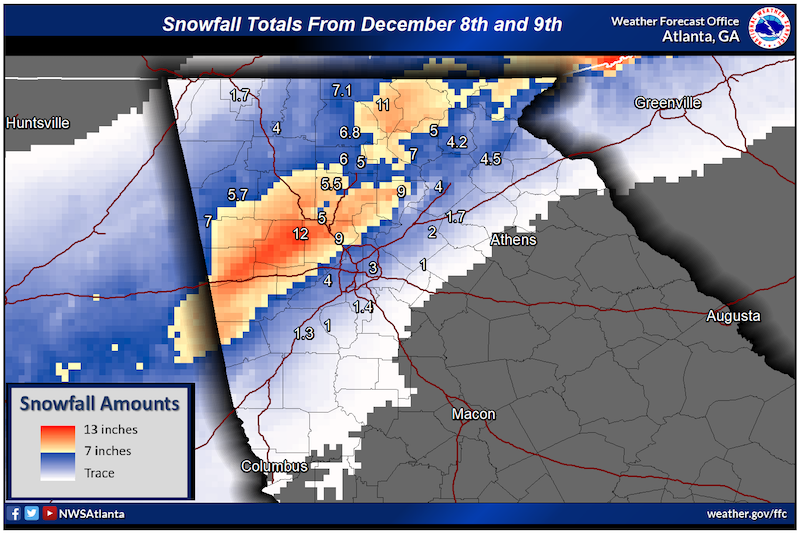 Snowfall Totals From December 8th and 9th
Weather Forecast Office
Atlanta, GA
1.7
7.1
11
Huntsville
Greenville
4
6.8
5
4.2
6
5
7
4.5
5.7
5.5
9
4
7
5
1.7
12
9
2
Athens
3
1
4
1.4
1.3
1
Augusta
Macon
Columbus
Snowfall Amounts
13 inches
7 inches
Trace
NWSAtlanta
weather.gov/ffc